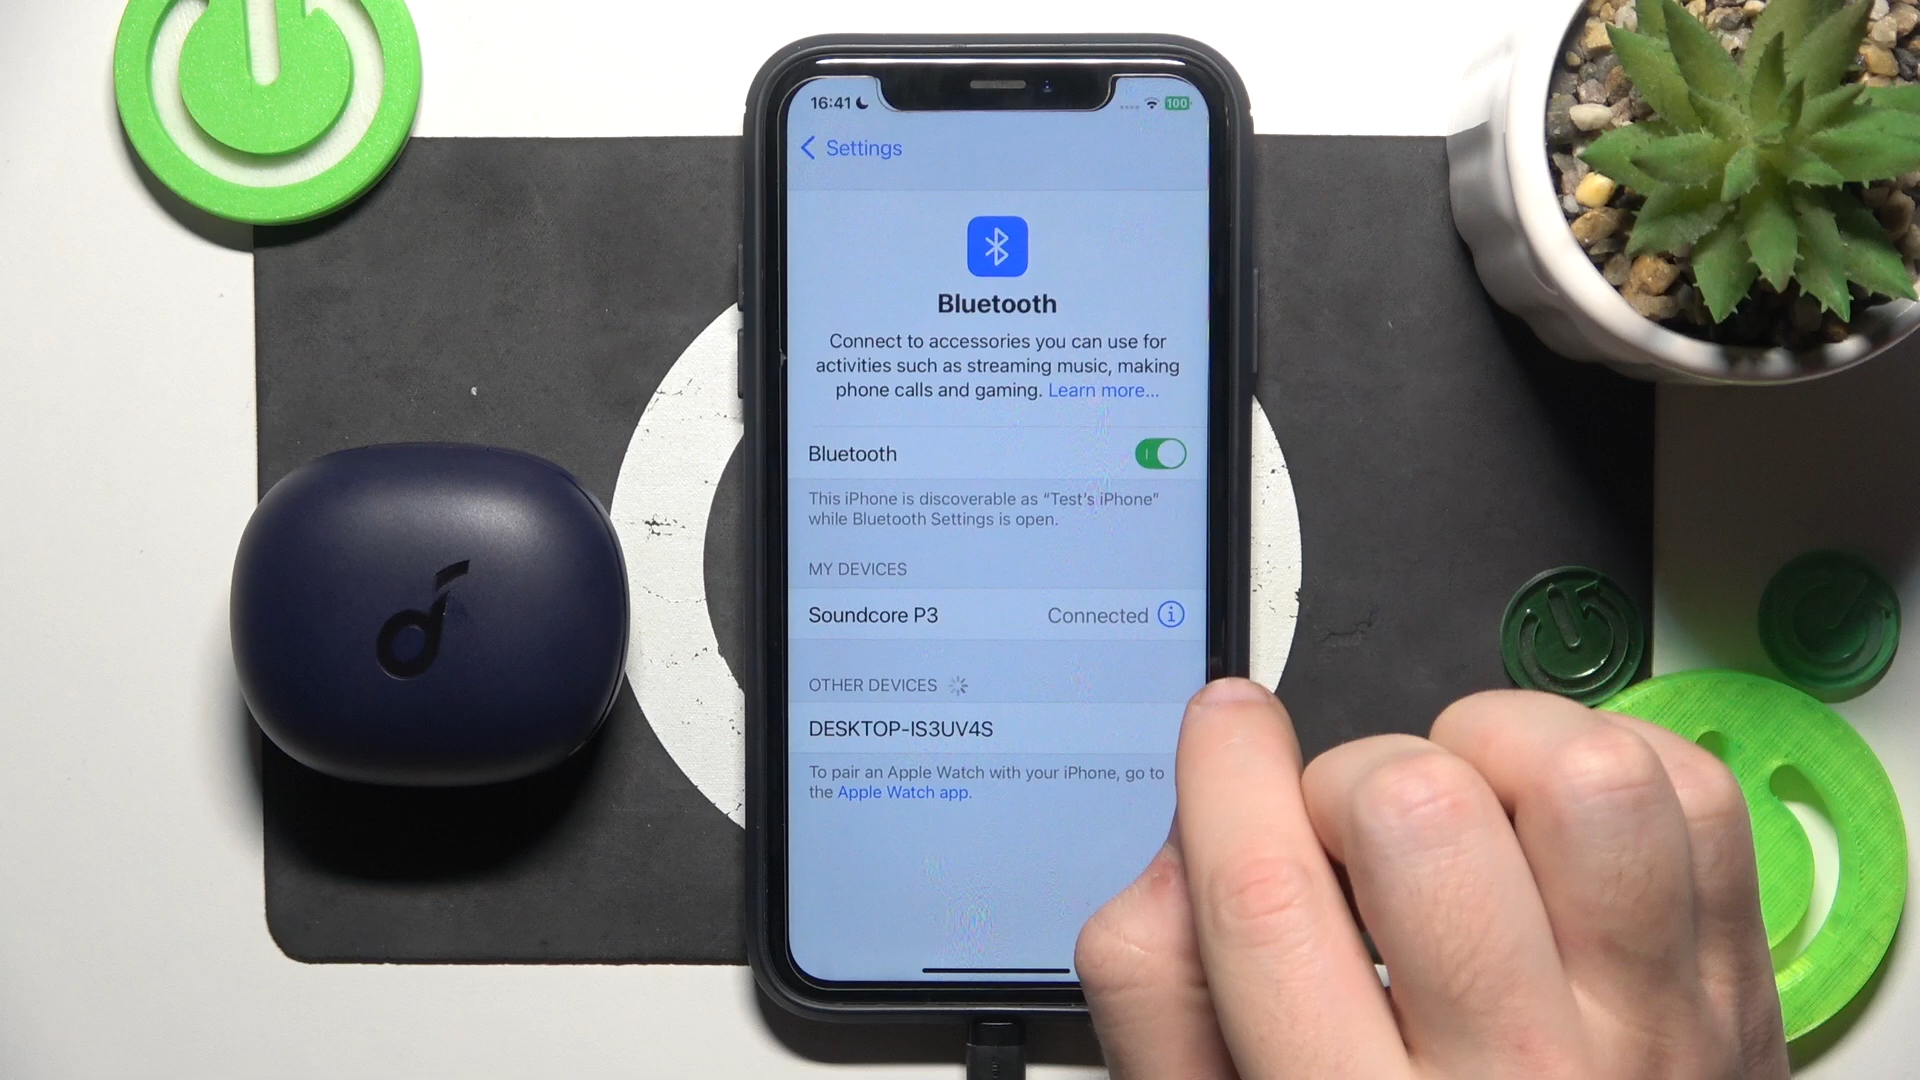 16:41
100
Settings
Bluetooth
Connect to accessories you can use for
activities such as streaming music, making
phone calls and gaming. Learn more...
Bluetooth
This iPhone is discoverable as “Test's iPhone”
while Bluetooth Settings is open.
MY DEVICES
Soundcore P3 Connected
OTHER DEVICES
DESKTOP-IS3UV4S
To pair an Apple Watch with your iPhone, go to
the Apple Watch app.